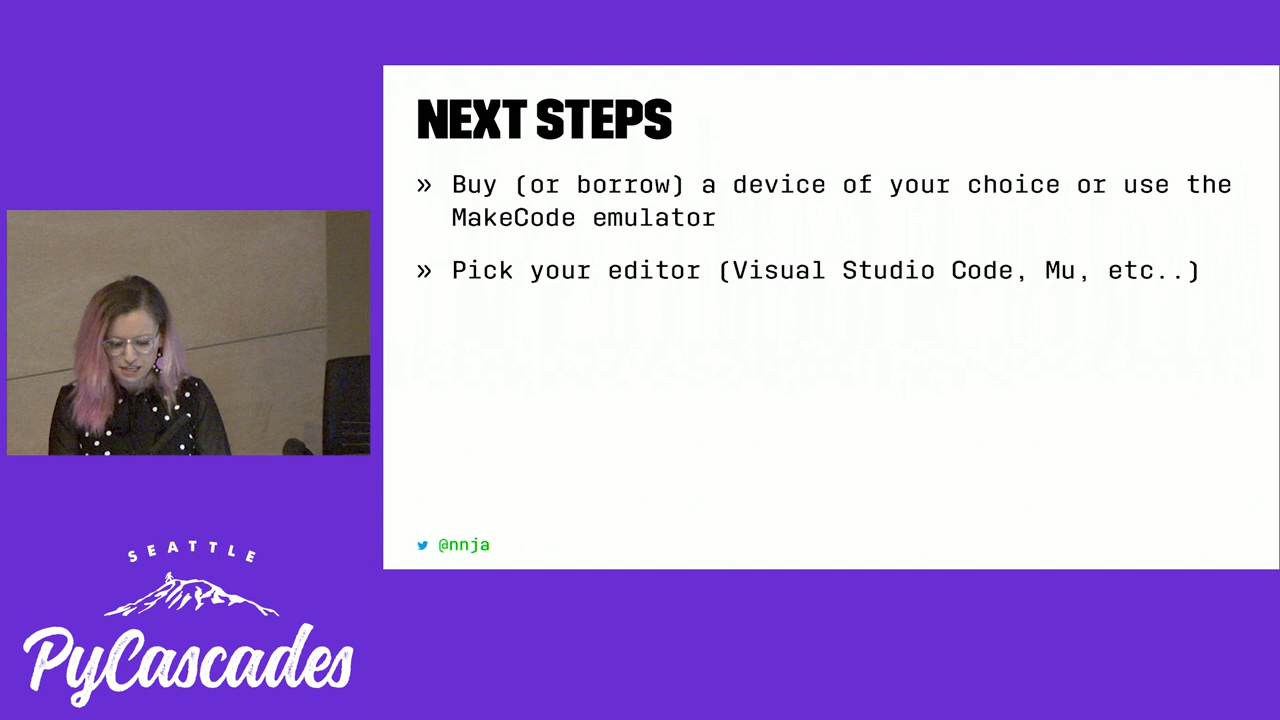 NEXT STEPS
» Buy (or borrow) a device of your choice or use the
MakeCode emulator
» Pick your editor (Visual Studio Code, Mu, etc..)
@nnja
SEATTLE
PyCascades